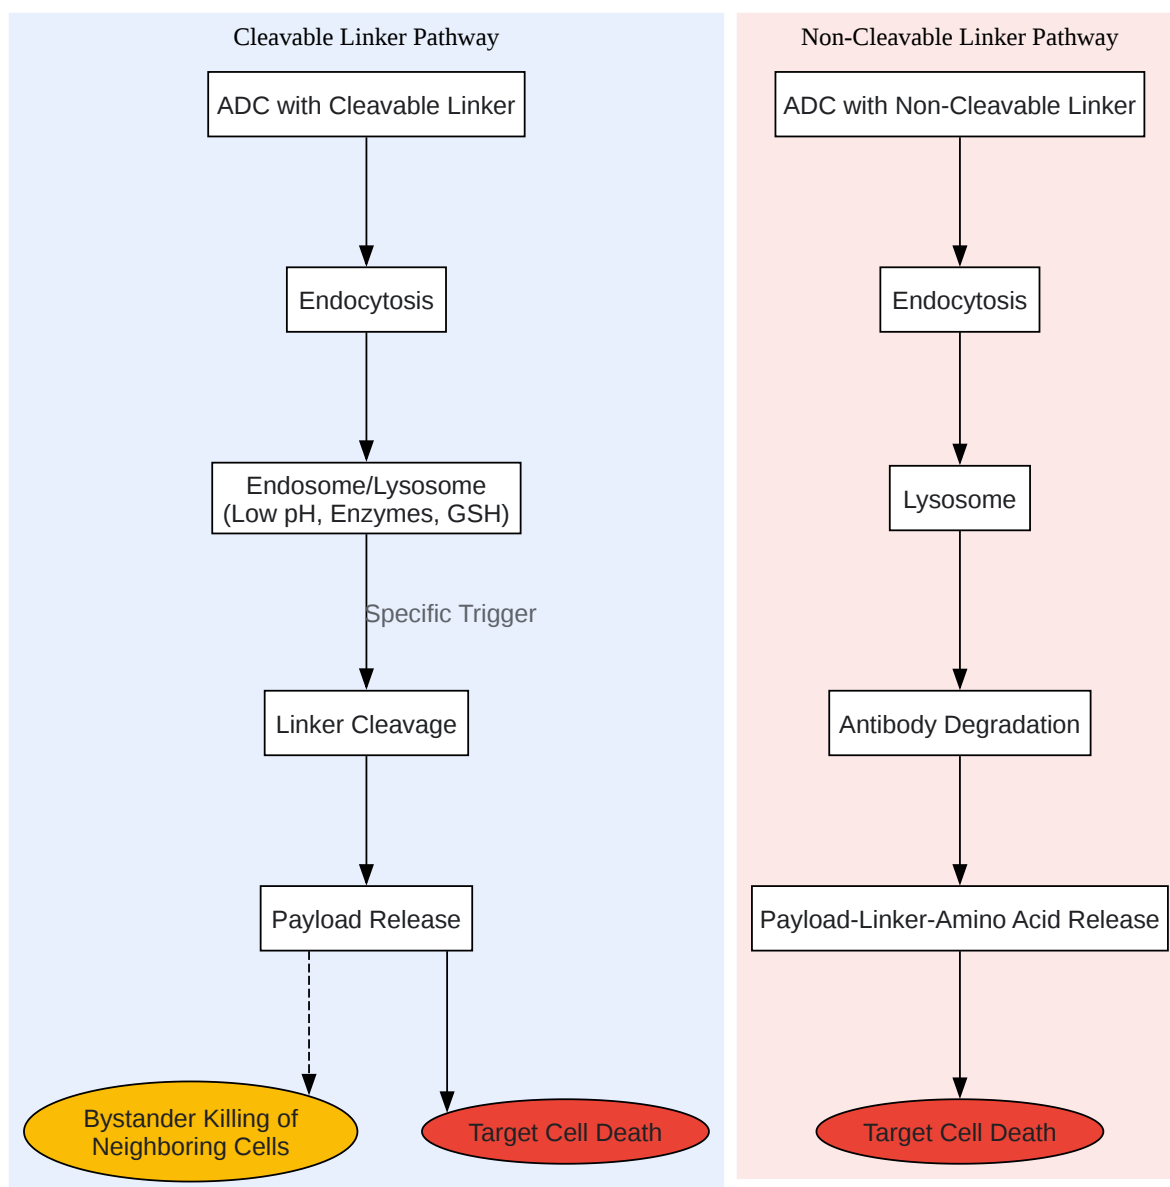 Cleavable Linker Pathway
ADC with Cleavable Linker
Endocytosis
Endosome/Lysosome
(Low pH, Enzymes, GSH)
Specific Trigger
Linker Cleavage
Payload Release
Bystander Killing of
Neighboring Cells
Target Cell Death
Non-Cleavable Linker Pathway
ADC with Non-Cleavable Linker
Endocytosis
Lysosome
Antibody Degradation
Payload-Linker-Amino Acid Release
Target Cell Death